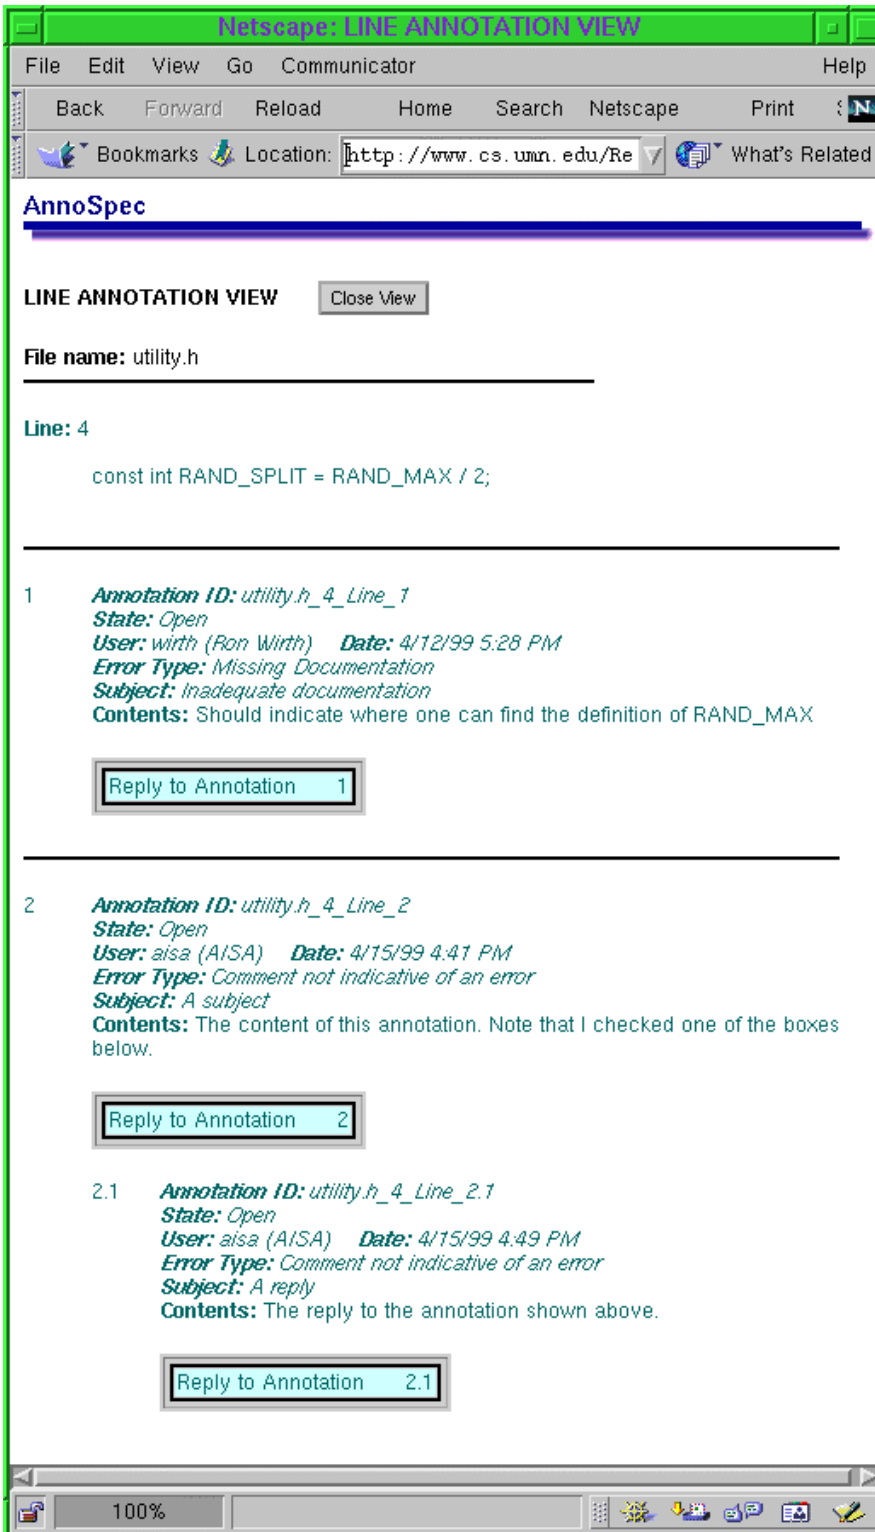 Netscape: LINE ANNOTATION VIEW
File Edit View Go Communicator Help
Back Forward Reload Home Search Netscape Print
Bookmarks Location: http://www.cs.umn.edu/Re What's Related
AnnoSpec
LINE ANNOTATION VIEW Close View
File name: utility.h
Line: 4
const int RAND_SPLIT = RAND_MAX / 2;
1 Annotation ID: utility.h_4_Line_1
State: Open
User: wirth (Ron Wirth) Date: 4/12/99 5:28 PM
Error Type: Missing Documentation
Subject: Inadequate documentation
Contents: Should indicate where one can find the definition of RAND_MAX
Reply to Annotation 1
2 Annotation ID: utility.h_4_Line_2
State: Open
User: aisa (AISA) Date: 4/15/99 4:41 PM
Error Type: Comment not indicative of an error
Subject: A subject
Contents: The content of this annotation. Note that I checked one of the boxes
below.
Reply to Annotation 2
2.1 Annotation ID: utility.h_4_Line_2.1
State: Open
User: aisa (AISA) Date: 4/15/99 4:49 PM
Error Type: Comment not indicative of an error
Subject: A reply
Contents: The reply to the annotation shown above.
Reply to Annotation 2.1
100%